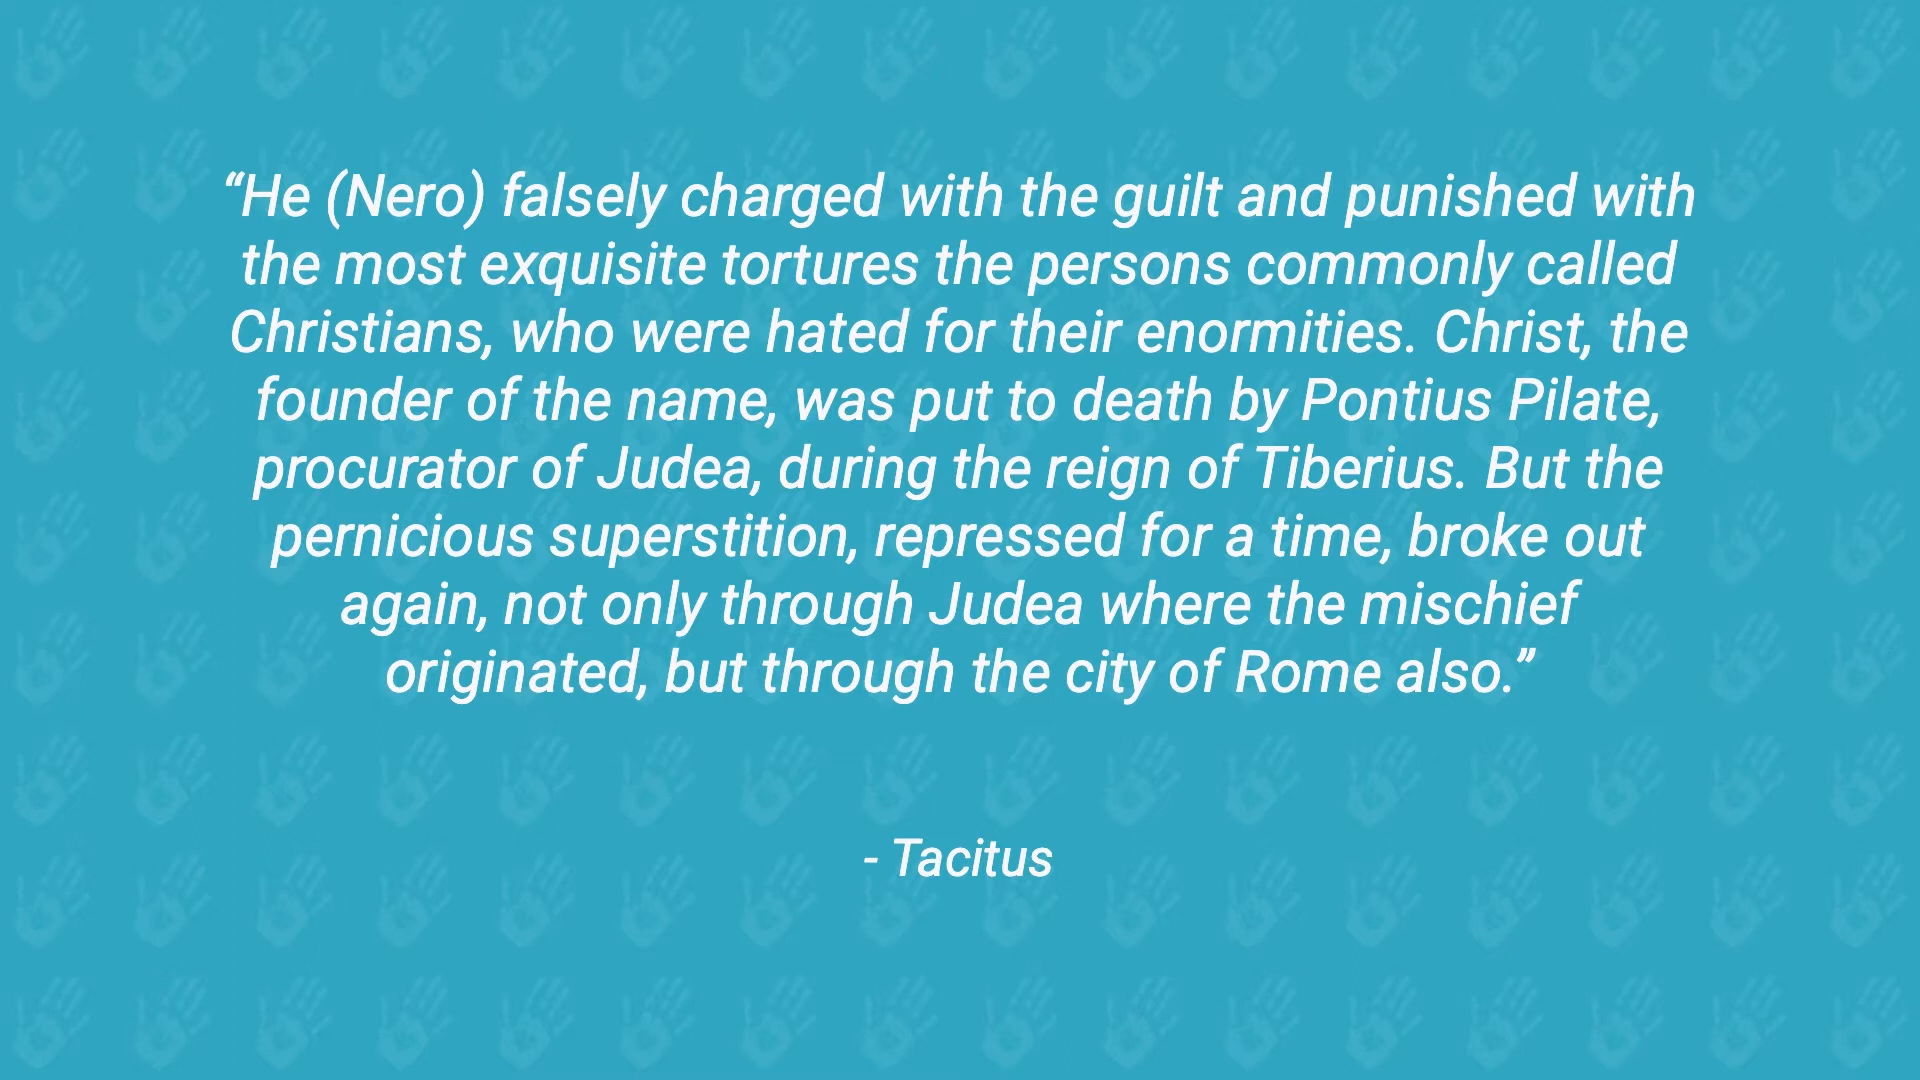 “He (Nero) falsely charged with the guilt and punished with
the most exquisite tortures the persons commonly called
Christians, who were hated for their enormities. Christ, the
founder of the name, was put to death by Pontius Pilate,
procurator of Judea, during the reign of Tiberius. But the
pernicious superstition, repressed for a time, broke out
again, not only through Judea where the mischief
originated, but through the city of Rome also.”
- Tacitus